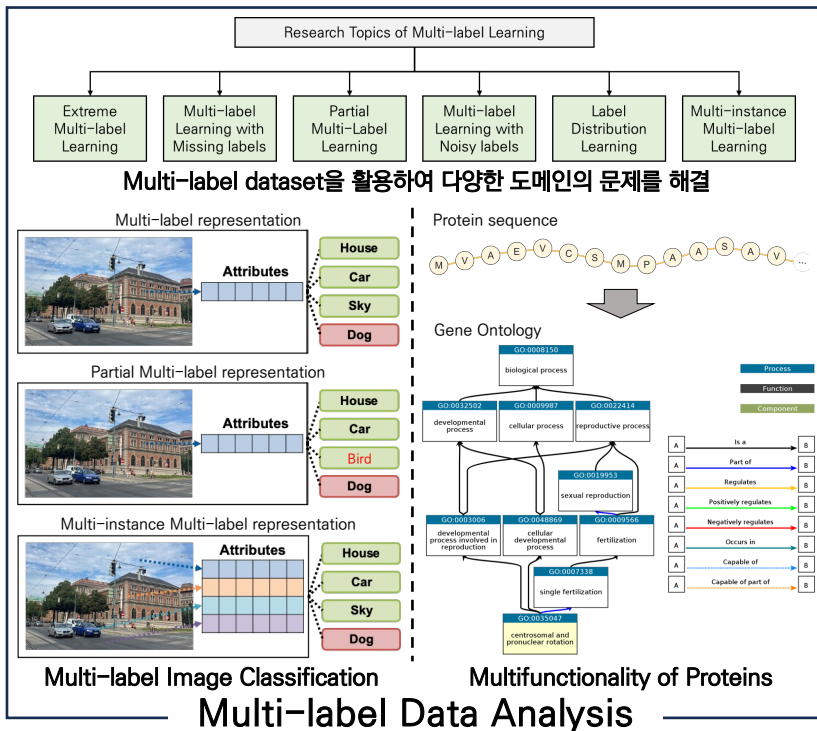 Research Topics of Multi-label Learning
Extreme
Multi-label
Learning
Multi-label
Learning with
Missing labels
Partial
Multi-Label
Learning
Multi-label
Learning with
Noisy labels
Label
Distribution
Learning
Multi-instance
Multi-label
Learning
Multi-label dataset을 활용하여 다양한 도메인의 문제를 해결
Multi-label representation
Attributes
House
Car
Sky
Dog
Partial Multi-label representation
Attributes
House
Car
Bird
Dog
Multi-instance Multi-label representation
Attributes
House
Car
Sky
Dog
Multi-label Image Classification
Protein sequence
M V A E V C S M P A A S A V ...
Gene Ontology
GO:0008150
biological process
GO:0032502
developmental
process
GO:0009987
cellular process
GO:0022414
reproductive process
GO:0019953
sexual reproduction
GO:0003006
developmental
process involved in
reproduction
GO:0048869
cellular
developmental
process
GO:0009566
fertilization
GO:0007338
single fertilization
GO:0035047
centrosomal and
pronuclear rotation
Process
Function
Component
A Is a B
A Part of B
A Regulates B
A Positively regulates B
A Negatively regulates B
A Occurs in B
A Capable of B
A Capable of part of B
Multifunctionality of Proteins
Multi-label Data Analysis